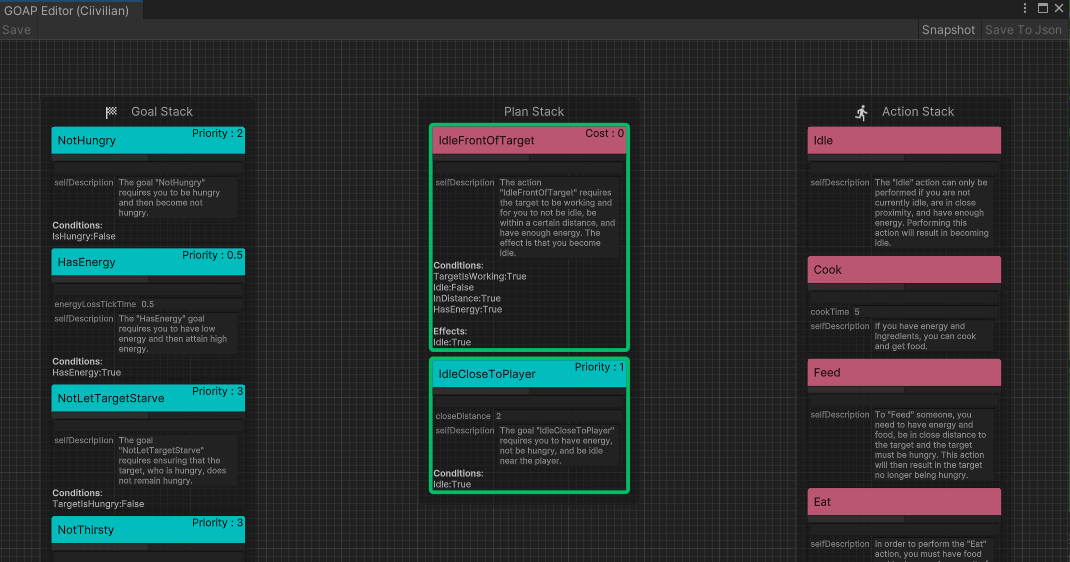 GOAP Editor (Ciivilian)
Save
Snapshot
Save To Json
Goal Stack
NotHungry
Priority : 2
selfDescription
The goal "NotHungry"
requires you to be hungry
and then become not
hungry.
Conditions:
IsHungry:False
HasEnergy
Priority : 0.5
energyLossTickTime 0.5
selfDescription
The "HasEnergy" goal
requires you to have low
energy and then attain high
energy.
Conditions:
HasEnergy:True
NotLetTargetStarve
Priority : 3
selfDescription
The goal
"NotLetTargetStarve"
requires ensuring that the
target, who is hungry, does
not remain hungry.
Conditions:
TargetIsHungry:False
NotThirsty
Priority : 3
Plan Stack
IdleFrontOfTarget
Cost : 0
selfDescription
The action
"IdleFrontOfTarget" requires
the target to be working and
for you to not be idle, be
within a certain distance, and
have enough energy. The
effect is that you become
idle.
Conditions:
TargetIsWorking:True
Idle:False
InDistance:True
HasEnergy:True
Effects:
Idle:True
IdleCloseToPlayer
Priority : 1
closeDistance 2
selfDescription
The goal "IdleCloseToPlayer"
requires you to have energy,
not be hungry, and be idle
near the player.
Conditions:
Idle:True
Action Stack
Idle
selfDescription
The "Idle" action can only be
performed if you are not
currently idle, are in close
proximity, and have enough
energy. Performing this
action will result in becoming
idle.
Cook
cookTime 5
selfDescription
If you have energy and
ingredients, you can cook
and get food.
Feed
selfDescription
To "Feed" someone, you
need to have energy and
food, be in close distance to
the target and the target
must be hungry. This action
will then result in the target
no longer being hungry.
Eat
selfDescription
In order to perform the "Eat"
action, you must have food